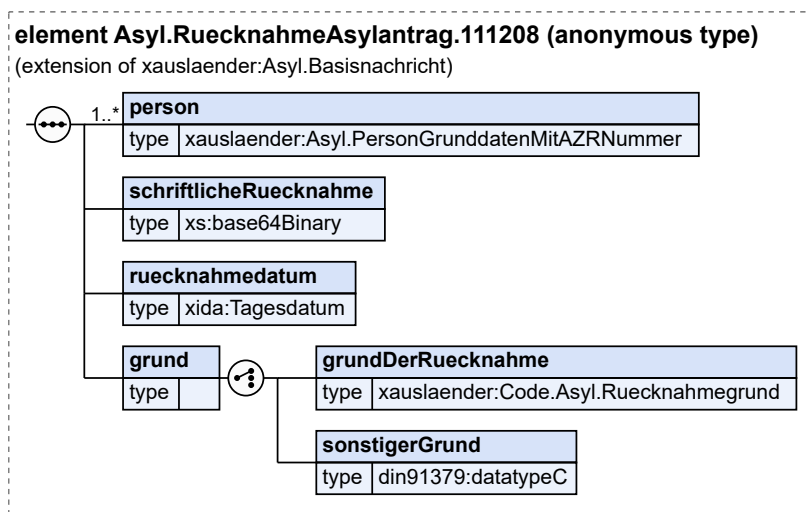 element Asyl.RuecknahmeAsylantrag.111208 (anonymous type)
(extension of xauslaender:Asyl.Basisnachricht)
1..* person
type xauslaender:Asyl.PersonGrunddatenMitAZRNummer
schriftlicheRuecknahme
type xs:base64Binary
ruecknahmedatum
type xida:Tagesdatum
grund grundDerRuecknahme
type type xauslaender:Code.Asyl.Ruecknahmegrund
sonstigerGrund
type din91379:datatypeC